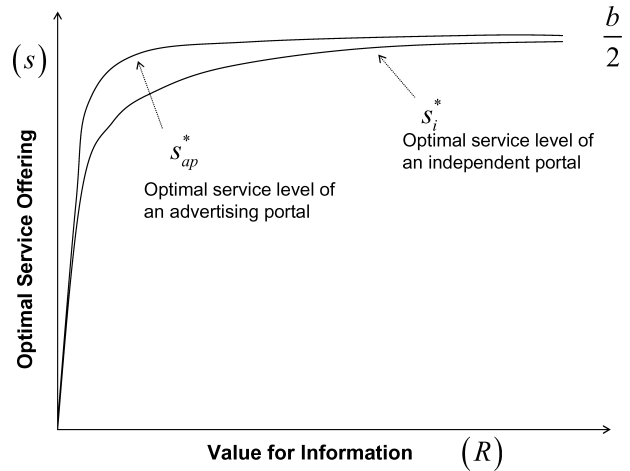 b
2
(s)
s*ap
Optimal service level of
an advertising portal
s*i
Optimal service level of
an independent portal
Optimal Service Offering
Value for Information (R)